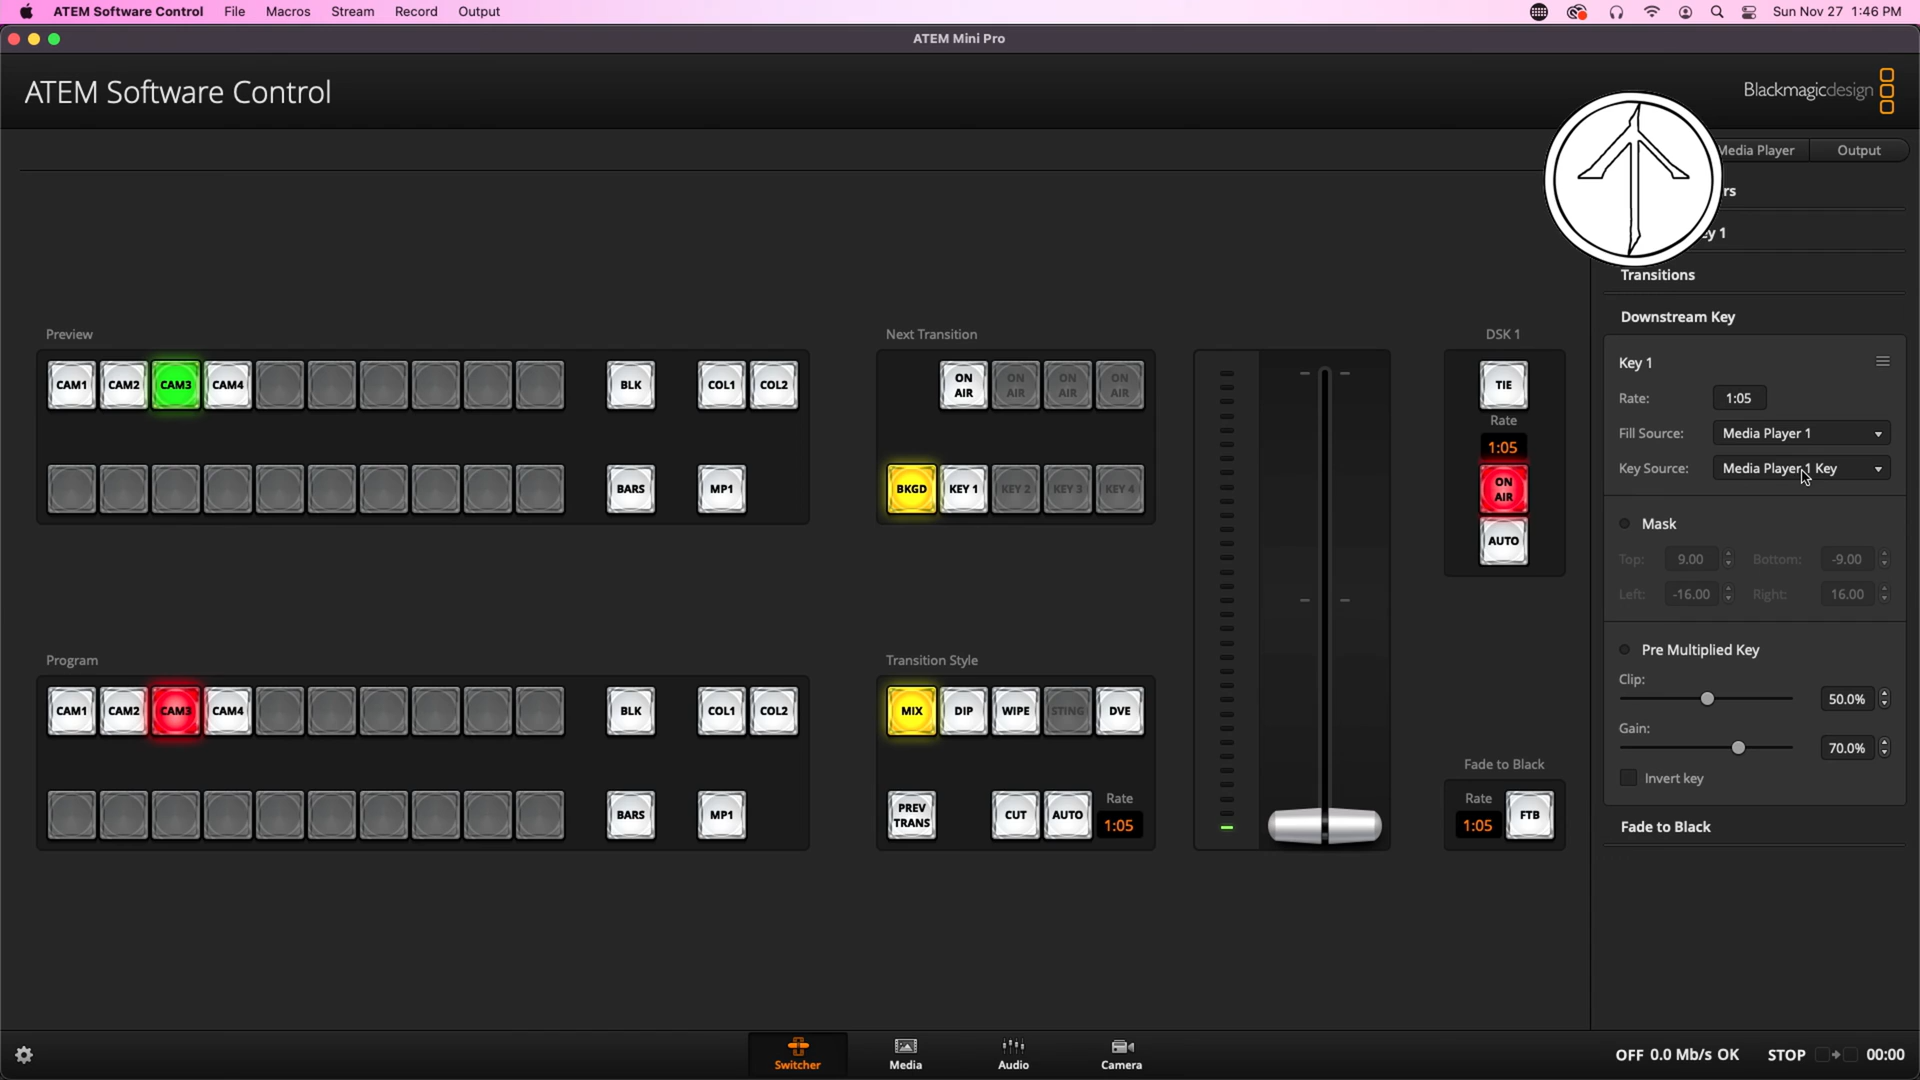 ATEM Software Control File Macros Stream Record Output Sun Nov 27 1:46 PM
ATEM Mini Pro
ATEM Software Control
Blackmagicdesign
Media Player Output
rs
y 1
Transitions
Downstream Key
Key 1
Rate: 1:05
Fill Source: Media Player 1
Key Source: Media Player 1 Key
Mask
Top: 9.00 Bottom: -9.00
Left: -16.00 Right: 16.00
Pre Multiplied Key
Clip:
50.0%
Gain:
70.0%
Invert key
Fade to Black
Preview
CAM1 CAM2 CAM3 CAM4 BLK COL1 COL2
BARS MP1
Next Transition
ON AIR ON AIR ON AIR ON AIR
BKGD KEY 1 KEY 2 KEY 3 KEY 4
DSK 1
TIE
Rate
1:05
ON AIR
AUTO
Program
CAM1 CAM2 CAM3 CAM4 BLK COL1 COL2
BARS MP1
Transition Style
MIX DIP WIPE STING DVE
PREV TRANS CUT AUTO Rate 1:05
Fade to Black
Rate
1:05 FTB
Switcher Media Audio Camera
OFF 0.0 Mb/s OK STOP 00:00